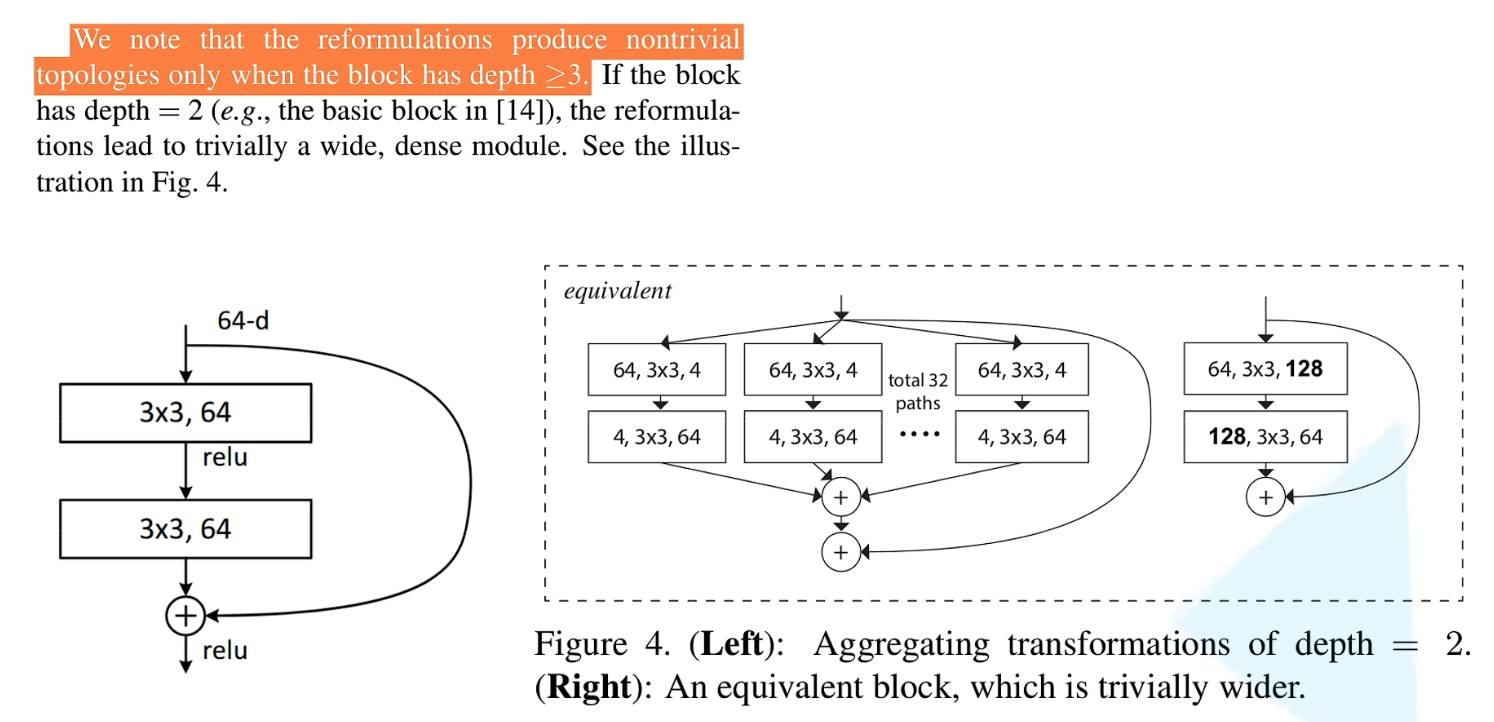 We note that the reformulations produce nontrivial
topologies only when the block has depth ≥3. If the block
has depth = 2 (e.g., the basic block in [14]), the reformula-
tions lead to trivially a wide, dense module. See the illus-
tration in Fig. 4.
64-d
3x3, 64
relu
3x3, 64
+
relu
equivalent
64, 3x3, 4
64, 3x3, 4
total 32
paths
64, 3x3, 4
4, 3x3, 64
4, 3x3, 64
....
4, 3x3, 64
+
+
64, 3x3, 128
128, 3x3, 64
+
Figure 4. (Left): Aggregating transformations of depth = 2.
(Right): An equivalent block, which is trivially wider.